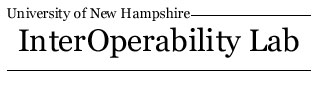 University of New Hampshire
InterOperability Lab